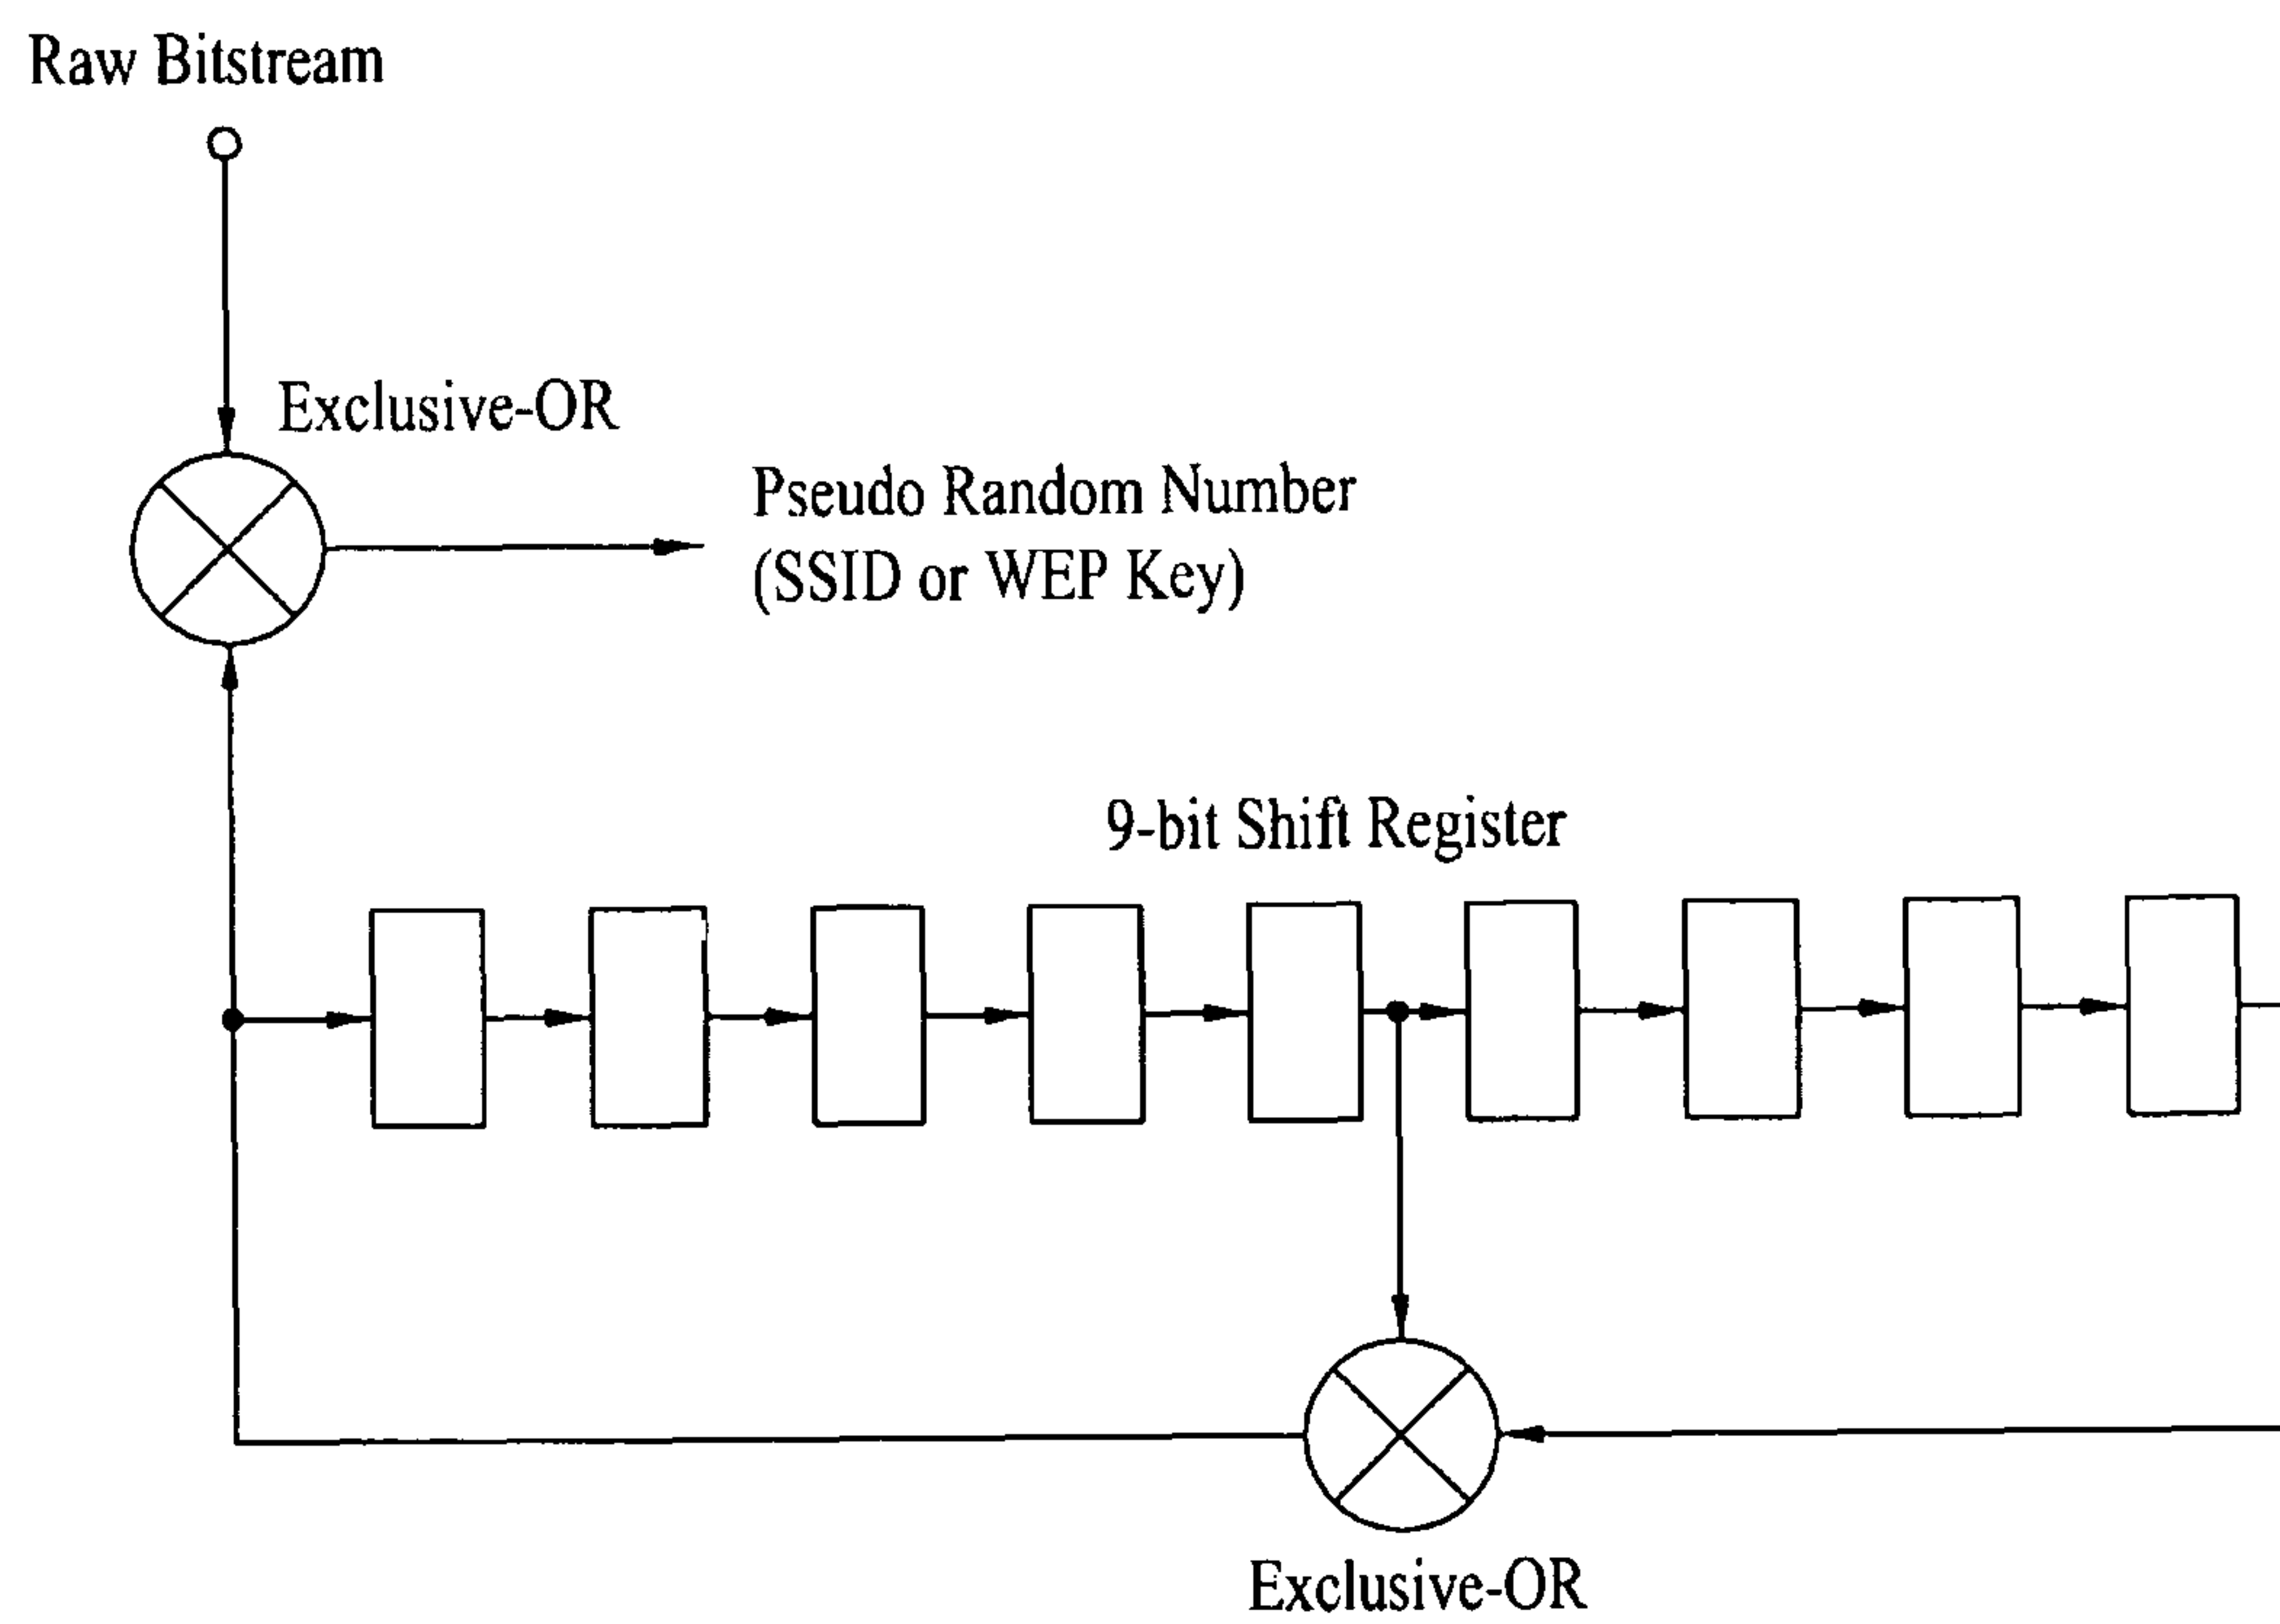 Raw Bitstream
Exclusive-OR
Pseudo Random Number
(SSID or WEP Key)
9-bit Shift Register
Exclusive-OR